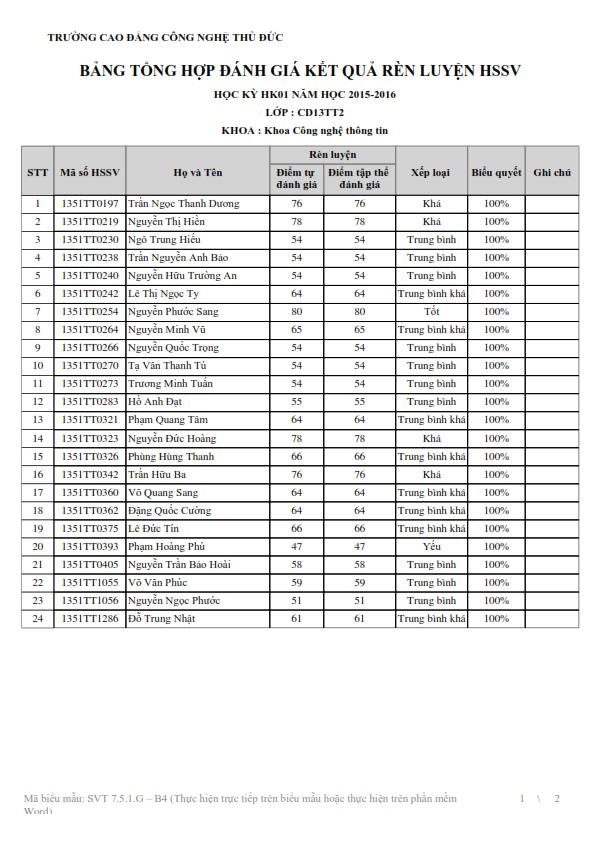 TRƯỜNG CAO ĐẲNG CÔNG NGHỆ THỦ ĐỨC
BẢNG TỔNG HỢP ĐÁNH GIÁ KẾT QUẢ RÈN LUYỆN HSSV
HỌC KỲ HK01 NĂM HỌC 2015-2016
LỚP : CD13TT2
KHOA : Khoa Công nghệ thông tin
STT Mã số HSSV Họ và Tên Rèn luyện Điểm tự đánh giá Điểm tập thể đánh giá Xếp loại Biểu quyết Ghi chú
1 1351TT0197 Trần Ngọc Thanh Dương 76 76 Khá 100%
2 1351TT0219 Nguyễn Thị Hiền 78 78 Khá 100%
3 1351TT0230 Ngô Trung Hiếu 54 54 Trung bình 100%
4 1351TT0238 Trần Nguyễn Anh Bảo 54 54 Trung bình 100%
5 1351TT0240 Nguyễn Hữu Trường An 54 54 Trung bình 100%
6 1351TT0242 Lê Thị Ngọc Ty 64 64 Trung bình khá 100%
7 1351TT0254 Nguyễn Phước Sang 80 80 Tốt 100%
8 1351TT0264 Nguyễn Minh Vũ 65 65 Trung bình khá 100%
9 1351TT0266 Nguyễn Quốc Trọng 54 54 Trung bình 100%
10 1351TT0270 Tạ Văn Thanh Tú 54 54 Trung bình 100%
11 1351TT0273 Trương Minh Tuấn 54 54 Trung bình 100%
12 1351TT0283 Hồ Anh Đạt 55 55 Trung bình 100%
13 1351TT0321 Phạm Quang Tâm 64 64 Trung bình khá 100%
14 1351TT0323 Nguyễn Đức Hoàng 78 78 Khá 100%
15 1351TT0326 Phùng Hùng Thanh 66 66 Trung bình khá 100%
16 1351TT0342 Trần Hữu Ba 76 76 Khá 100%
17 1351TT0360 Võ Quang Sang 64 64 Trung bình khá 100%
18 1351TT0362 Đặng Quốc Cường 64 64 Trung bình khá 100%
19 1351TT0375 Lê Đức Tín 66 66 Trung bình khá 100%
20 1351TT0393 Phạm Hoàng Phú 47 47 Yếu 100%
21 1351TT0405 Nguyễn Trần Bảo Hoài 58 58 Trung bình 100%
22 1351TT1055 Võ Văn Phúc 59 59 Trung bình 100%
23 1351TT1056 Nguyễn Ngọc Phước 51 51 Trung bình 100%
24 1351TT1286 Đỗ Trung Nhật 61 61 Trung bình khá 100%
Mã biểu mẫu: SVT 7.5.1.G – B4 (Thực hiện trực tiếp trên biểu mẫu hoặc thực hiện trên phần mềm 1 \ 2
Word)